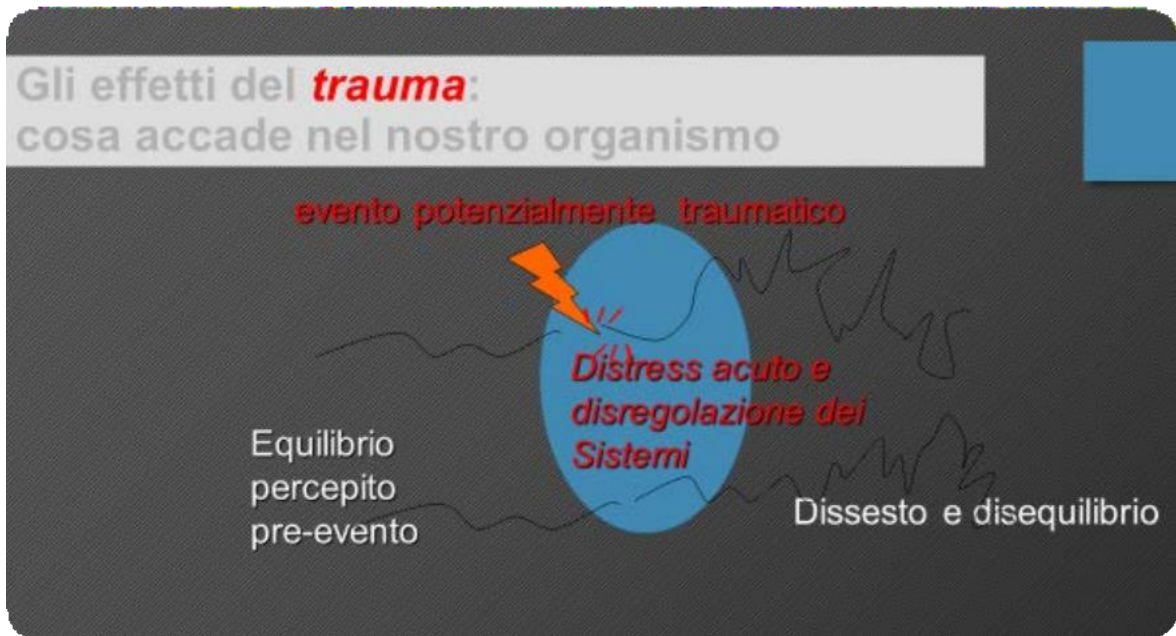 Gli effetti del trauma:
cosa accade nel nostro organismo
evento potenzialmente traumatico
Distress acuto e
disregolazione dei
Sistemi
Equilibrio
percepito
pre-evento
Dissesto e disequilibrio